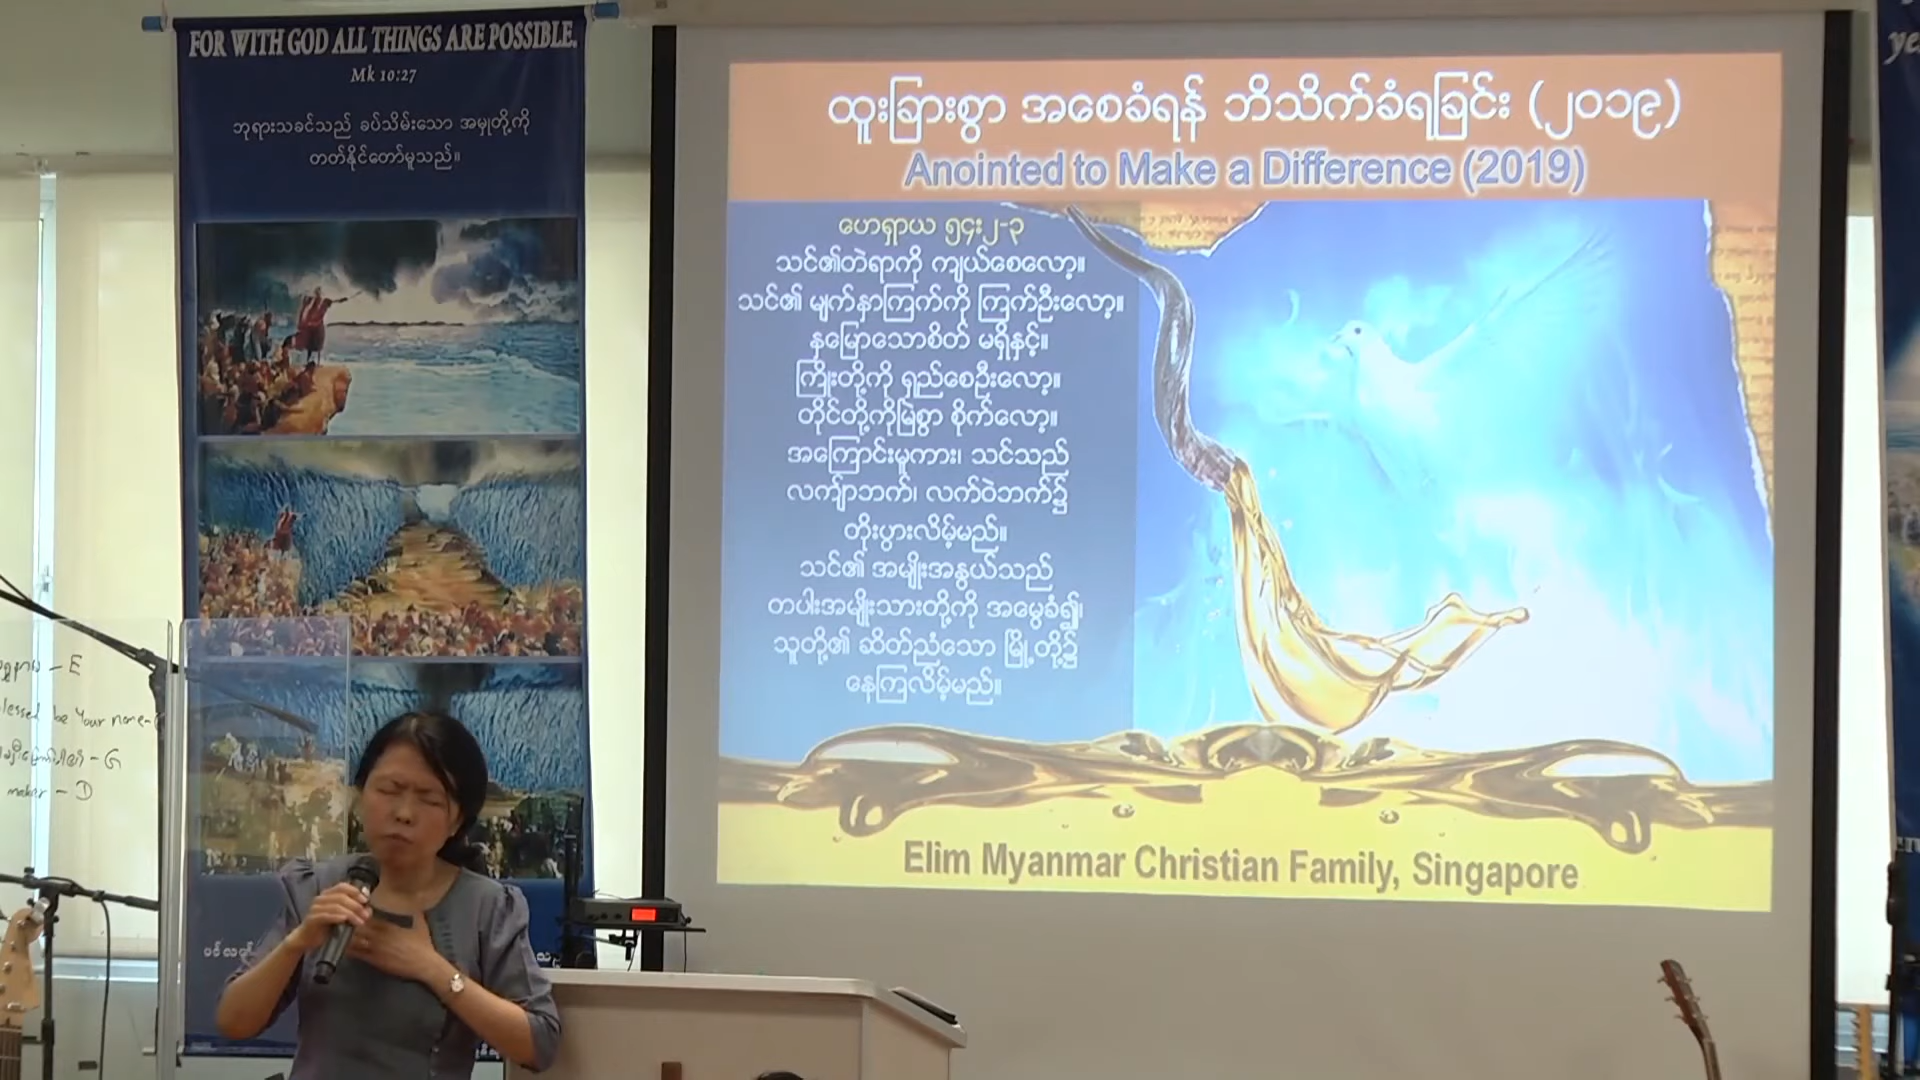 FOR WITH GOD ALL THINGS ARE POSSIBLE.
Mk 10:27
ဘုရားသခင်သည် ခပ်သိမ်းသော အမှုတို့ကို
တတ်နိုင်တော်မူသည်။
ထူးခြားစွာ အစေခံရန် ဘိသိက်ခံရခြင်း (၂၀၁၉)
Anointed to Make a Difference (2019)
ဟေရှာယ ၅၄း၂-၃
သင်၏တဲရာကို ကျယ်စေလော့။
သင်၏ မျက်နှာကြက်ကို ကြက်ဦးလော့။
နှမြောသောစိတ် မရှိနှင့်။
ကြိုးတို့ကို ရှည်စေဦးလော့။
တိုင်တို့ကိုမြဲစွာ စိုက်လော့။
အကြောင်းမူကား၊ သင်သည်
လက်ျာဘက်၊ လက်ဝဲဘက်၌
တိုးပွားလိမ့်မည်။
သင်၏ အမျိုးအနွယ်သည်
တပါးအမျိုးသားတို့ကို အမွေခံ၍၊
သူတို့၏ ဆိတ်ညံသော မြို့တို့၌
နေကြလိမ့်မည်။
Elim Myanmar Christian Family, Singapore
- E
blessed be Your name-
- G
maker - D